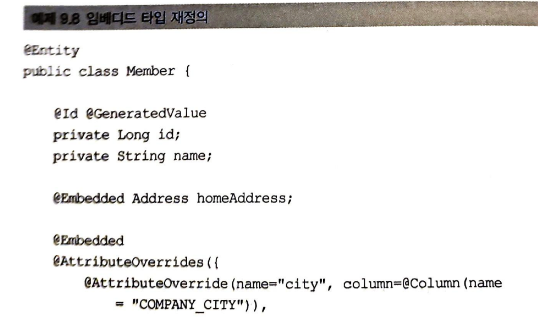 예제 9.8 임베디드 타입 재정의
@Entity
public class Member {
@Id @GeneratedValue
private Long id;
private String name;
@Embedded Address homeAddress;
@Embedded
@AttributeOverrides({
@AttributeOverride(name="city", column=@Column(name
= "COMPANY_CITY")),